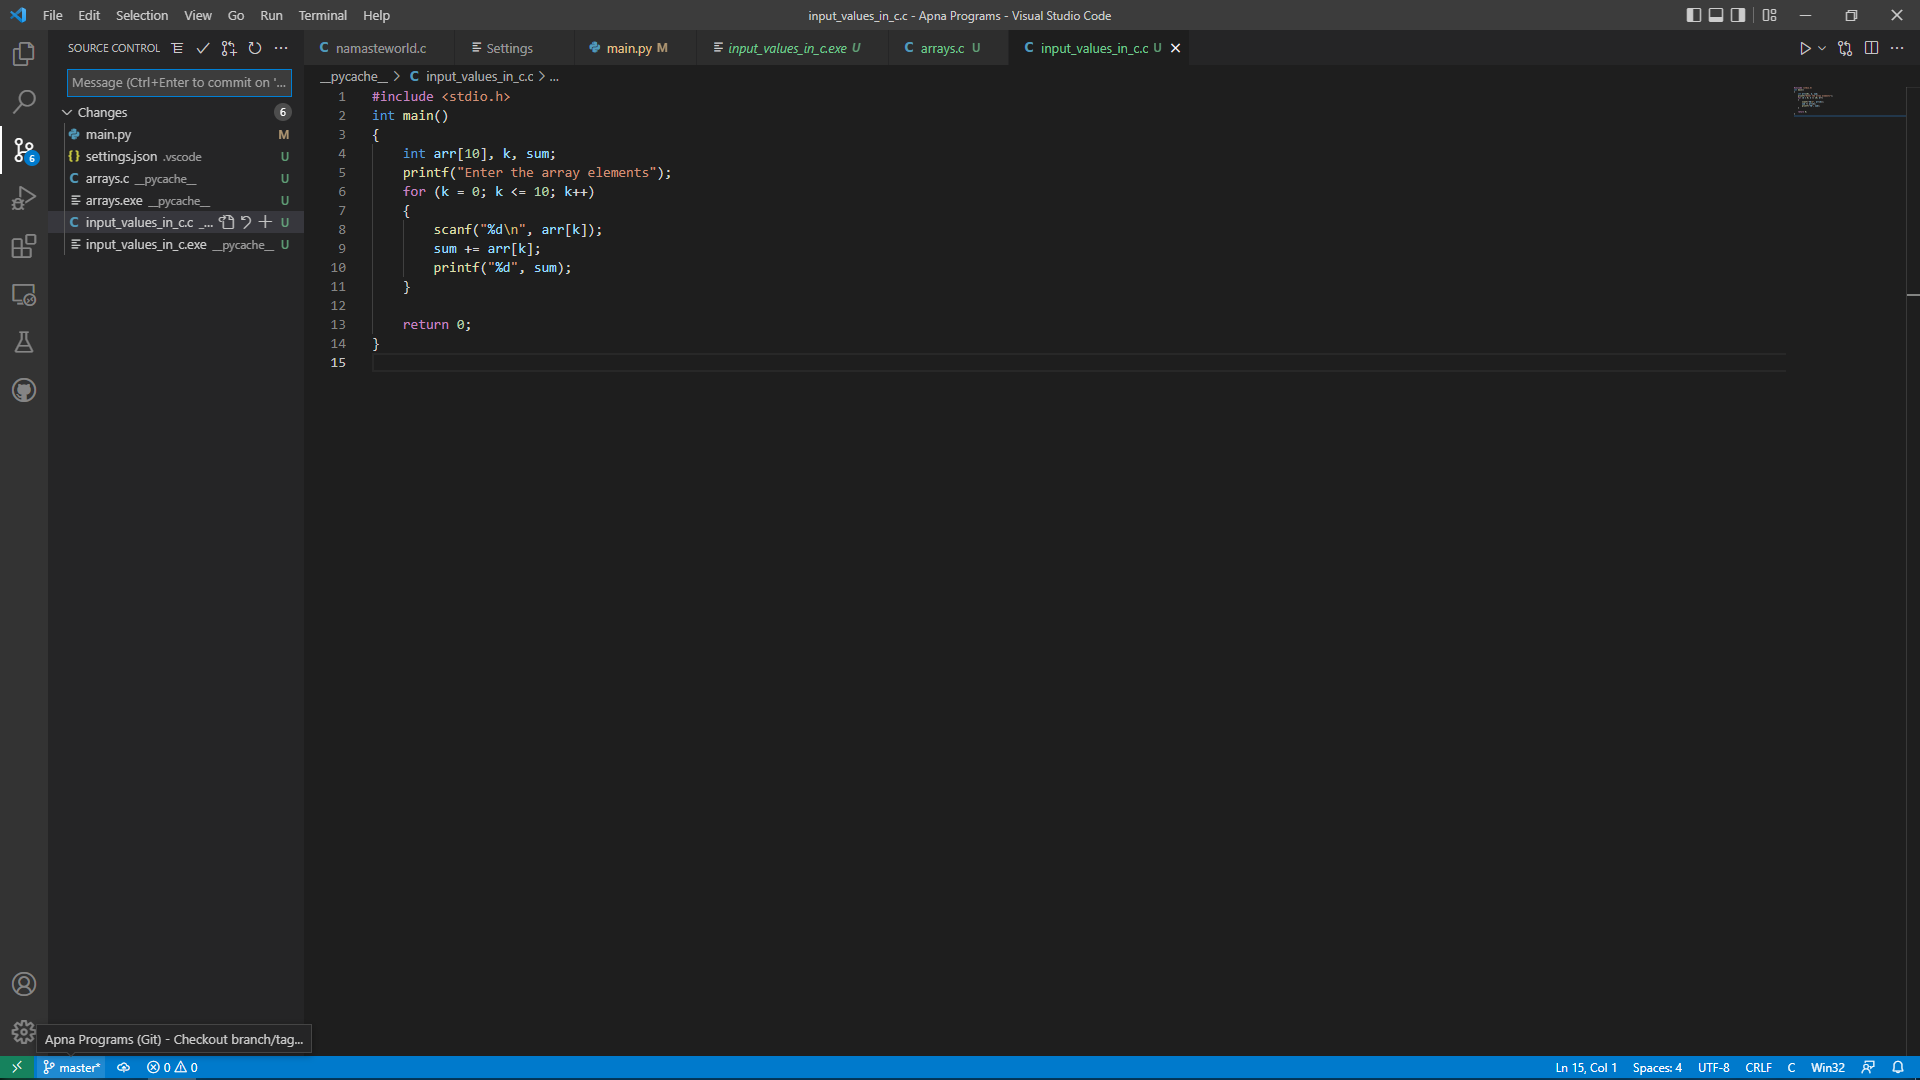 File Edit Selection View Go Run Terminal Help
input_values_in_c.c - Apna Programs - Visual Studio Code
SOURCE CONTROL
Message (Ctrl+Enter to commit on '...
Changes 6
main.py M
settings.json .vscode U
arrays.c __pycache__ U
arrays.exe __pycache__ U
input_values_in_c.c _... U
input_values_in_c.exe __pycache__ U
6
namasteworld.c Settings main.py M input_values_in_c.exe U arrays.c U input_values_in_c.c U
__pycache__ > C input_values_in_c.c > ...
1 #include <stdio.h>
2 int main()
3 {
4     int arr[10], k, sum;
5     printf("Enter the array elements");
6     for (k = 0; k <= 10; k++)
7     {
8         scanf("%d\n", arr[k]);
9         sum += arr[k];
10         printf("%d", sum);
11     }
12
13     return 0;
14 }
15
Apna Programs (Git) - Checkout branch/tag...
master* 0 0 Ln 15, Col 1 Spaces: 4 UTF-8 CRLF C Win32